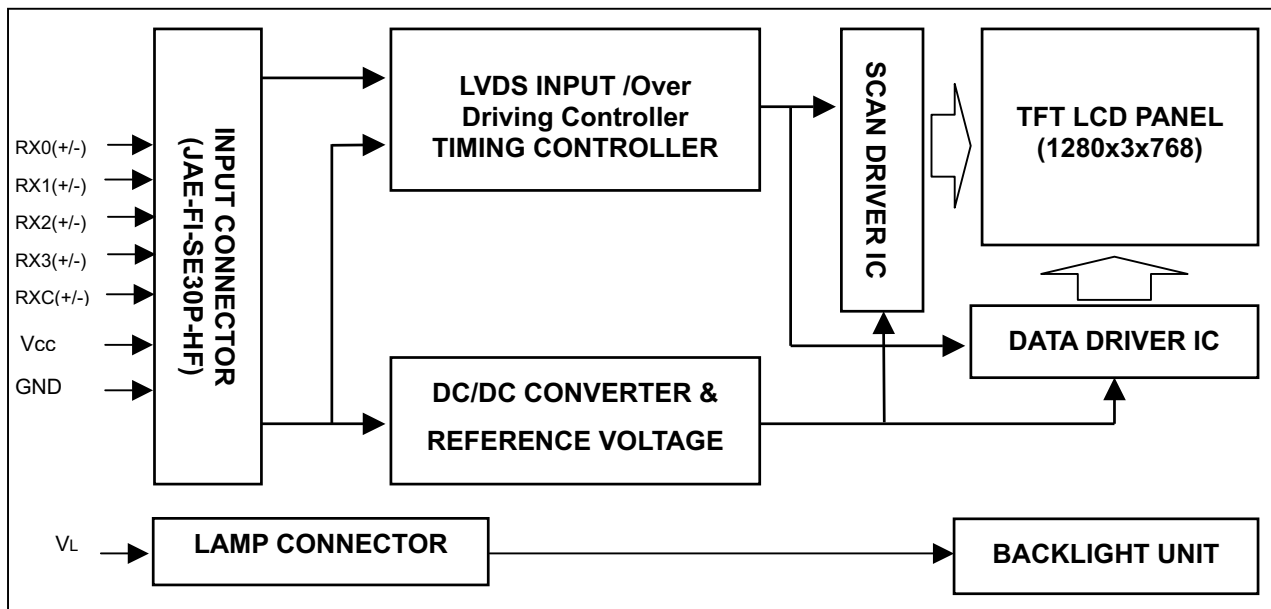 RX0(+/-)
RX1(+/-)
RX2(+/-)
RX3(+/-)
RXC(+/-)
Vcc
GND
INPUT CONNECTOR
(JAE-FI-SE30P-HF)
LVDS INPUT /Over
Driving Controller
TIMING CONTROLLER
SCAN DRIVER IC
TFT LCD PANEL
(1280x3x768)
DATA DRIVER IC
DC/DC CONVERTER &
REFERENCE VOLTAGE
VL
LAMP CONNECTOR
BACKLIGHT UNIT